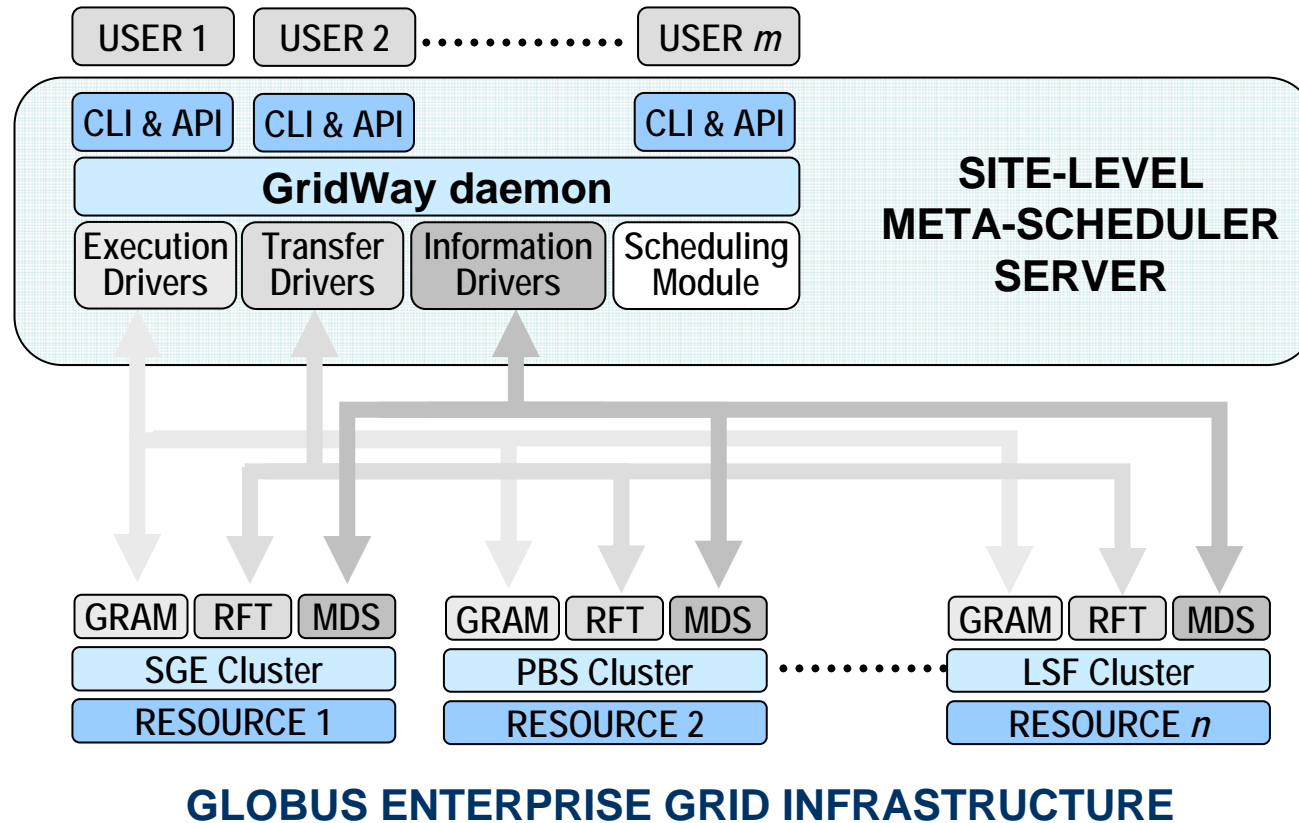 USER 1 USER 2 USER m
CLI & API CLI & API CLI & API
GridWay daemon
SITE-LEVEL
META-SCHEDULER
SERVER
Execution
Drivers
Transfer
Drivers
Information
Drivers
Scheduling
Module
GRAM RFT MDS GRAM RFT MDS GRAM RFT MDS
SGE Cluster PBS Cluster LSF Cluster
RESOURCE 1 RESOURCE 2 RESOURCE n
GLOBUS ENTERPRISE GRID INFRASTRUCTURE